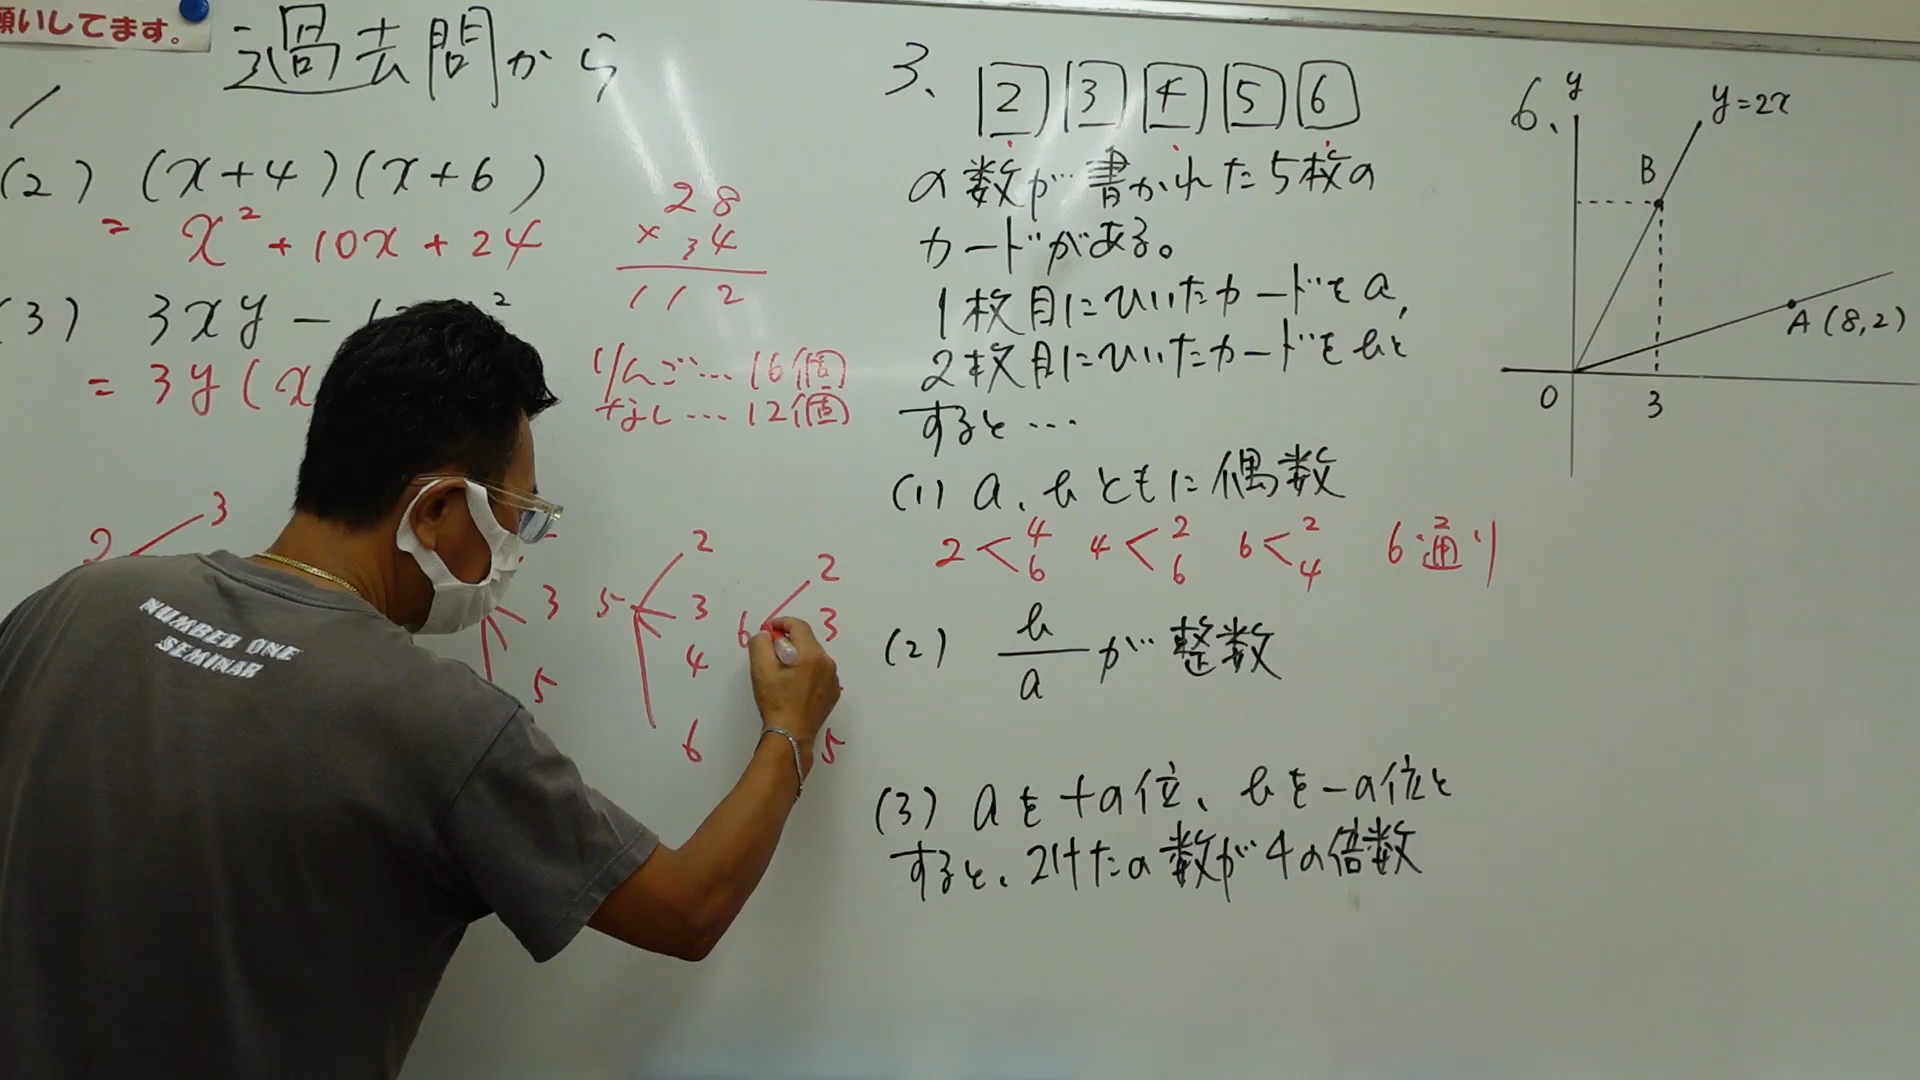 願いしてます。
過去問から
(2) (x+4)(x+6)
= x²+10x+24
(3) 3xy -
= 3y(x
28
× 34
112
りんご… 16個
なし… 12個
2 3
3
5
5 2
3
4
6
6 2
3
5
NUMBER ONE
SEMINAR
3、 2 3 4 5 6
の数が書かれた5枚の
カードがある。
1枚目にひいたカードをa,
2枚目にひいたカードをbと
すると…
(1) a、bともに偶数
2<4 6 4<2 6 6<2 4 6通り
(2) b/a が整数
(3) aを十の位、bを一の位と
すると、2けたの数が4の倍数
6、 y
y=2x
B
A(8,2)
O 3